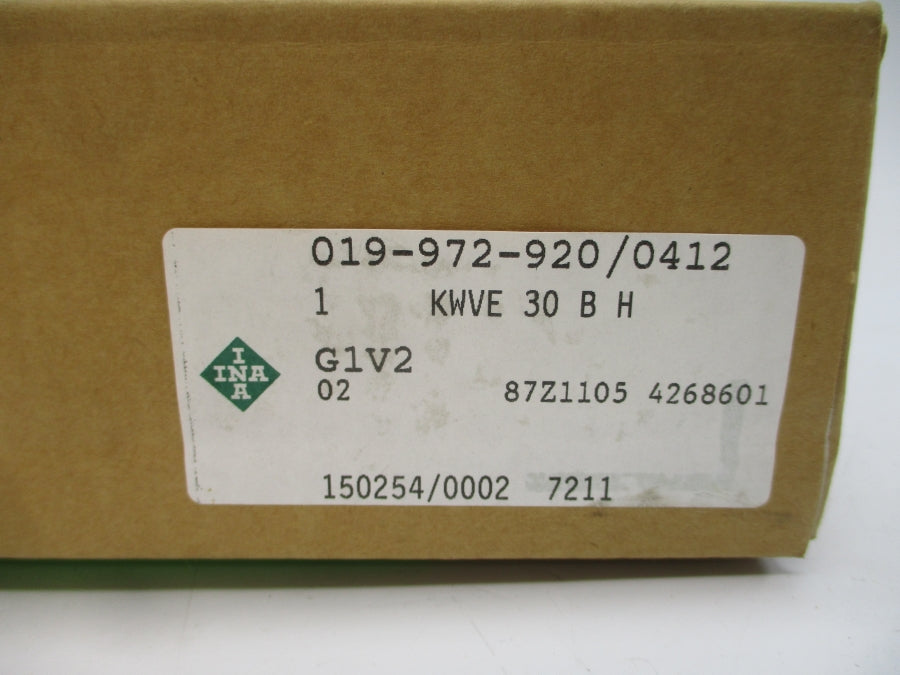 019-972-920/0412
1 KWVE 30 B H
I
INA
A
G1V2
02 87Z1105 4268601
150254/0002 7211